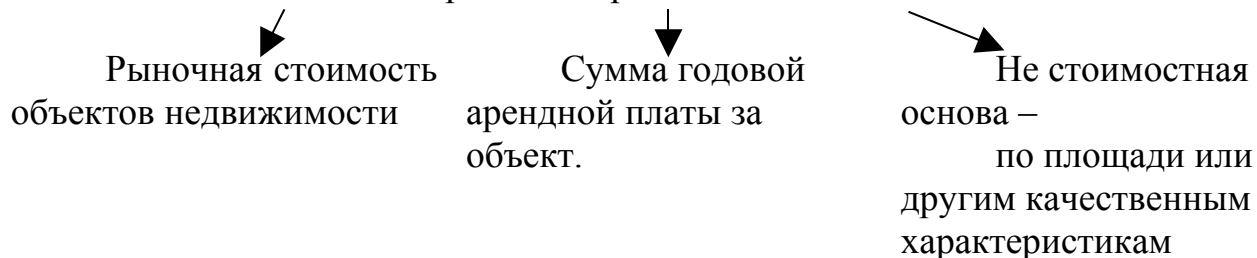 Рыночная стоимость
объектов недвижимости
Сумма годовой
арендной платы за
объект.
Не стоимостная
основа –
по площади или
другим качественным
характеристикам